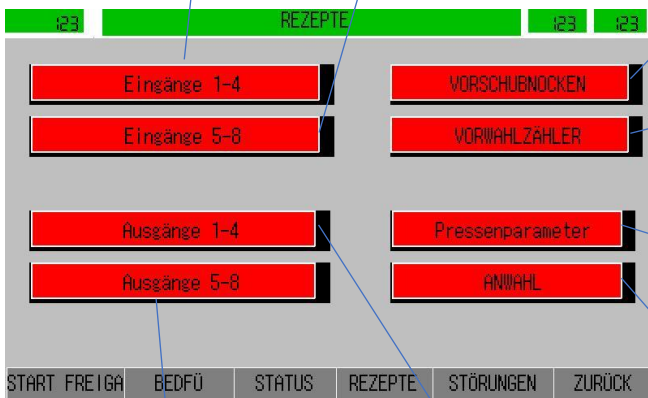 123 REZEPTE 123 123
Eingänge 1-4 VORSCHUBNOCKEN
Eingänge 5-8 VORWAHLZÄHLER
Ausgänge 1-4 Pressenparameter
Ausgänge 5-8 ANWAHL
START FREIGA BEDFÜ STATUS REZEPTE STÖRUNGEN ZURÜCK